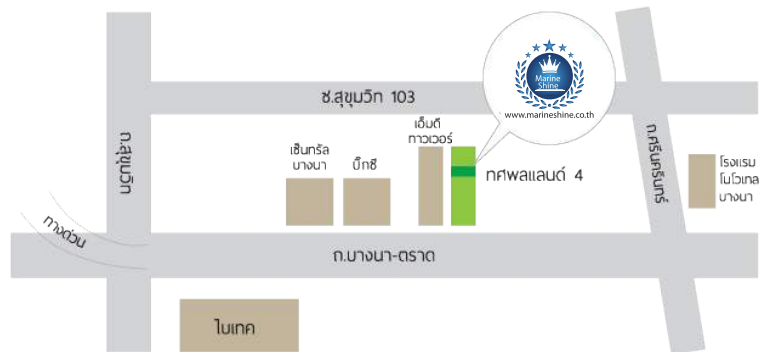 Marine
Shine
www.marineshine.co.th
ซ.สุขุมวิท 103
ถ.สุขุมวิท
เซ็นทรัล
บางนา
บิ๊กซี
เอ็มดี
ทาวเวอร์
ทศพลแลนด์ 4
ถ.ศรีนครินทร์
โรงแรม
โนโวเทล
บางนา
ทางด่วน
ถ.บางนา-ตราด
ไบเทค